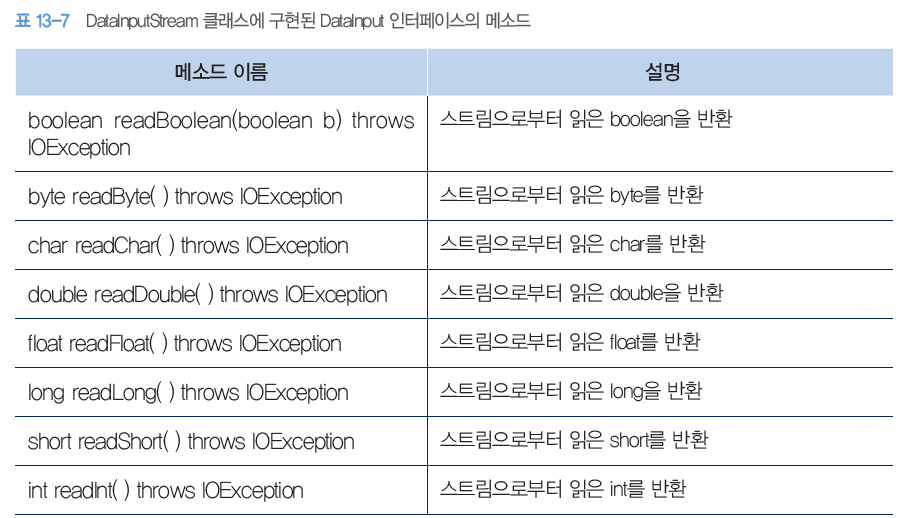 표 13-7 DataInputStream 클래스에 구현된 DataInput 인터페이스의 메소드
메소드 이름 설명
boolean readBoolean(boolean b) throws 스트림으로부터 읽은 boolean을 반환
IOException
byte readByte( ) throws IOException 스트림으로부터 읽은 byte를 반환
char readChar( ) throws IOException 스트림으로부터 읽은 char를 반환
double readDouble( ) throws IOException 스트림으로부터 읽은 double을 반환
float readFloat( ) throws IOException 스트림으로부터 읽은 float를 반환
long readLong( ) throws IOException 스트림으로부터 읽은 long을 반환
short readShort( ) throws IOException 스트림으로부터 읽은 short를 반환
int readInt( ) throws IOException 스트림으로부터 읽은 int를 반환